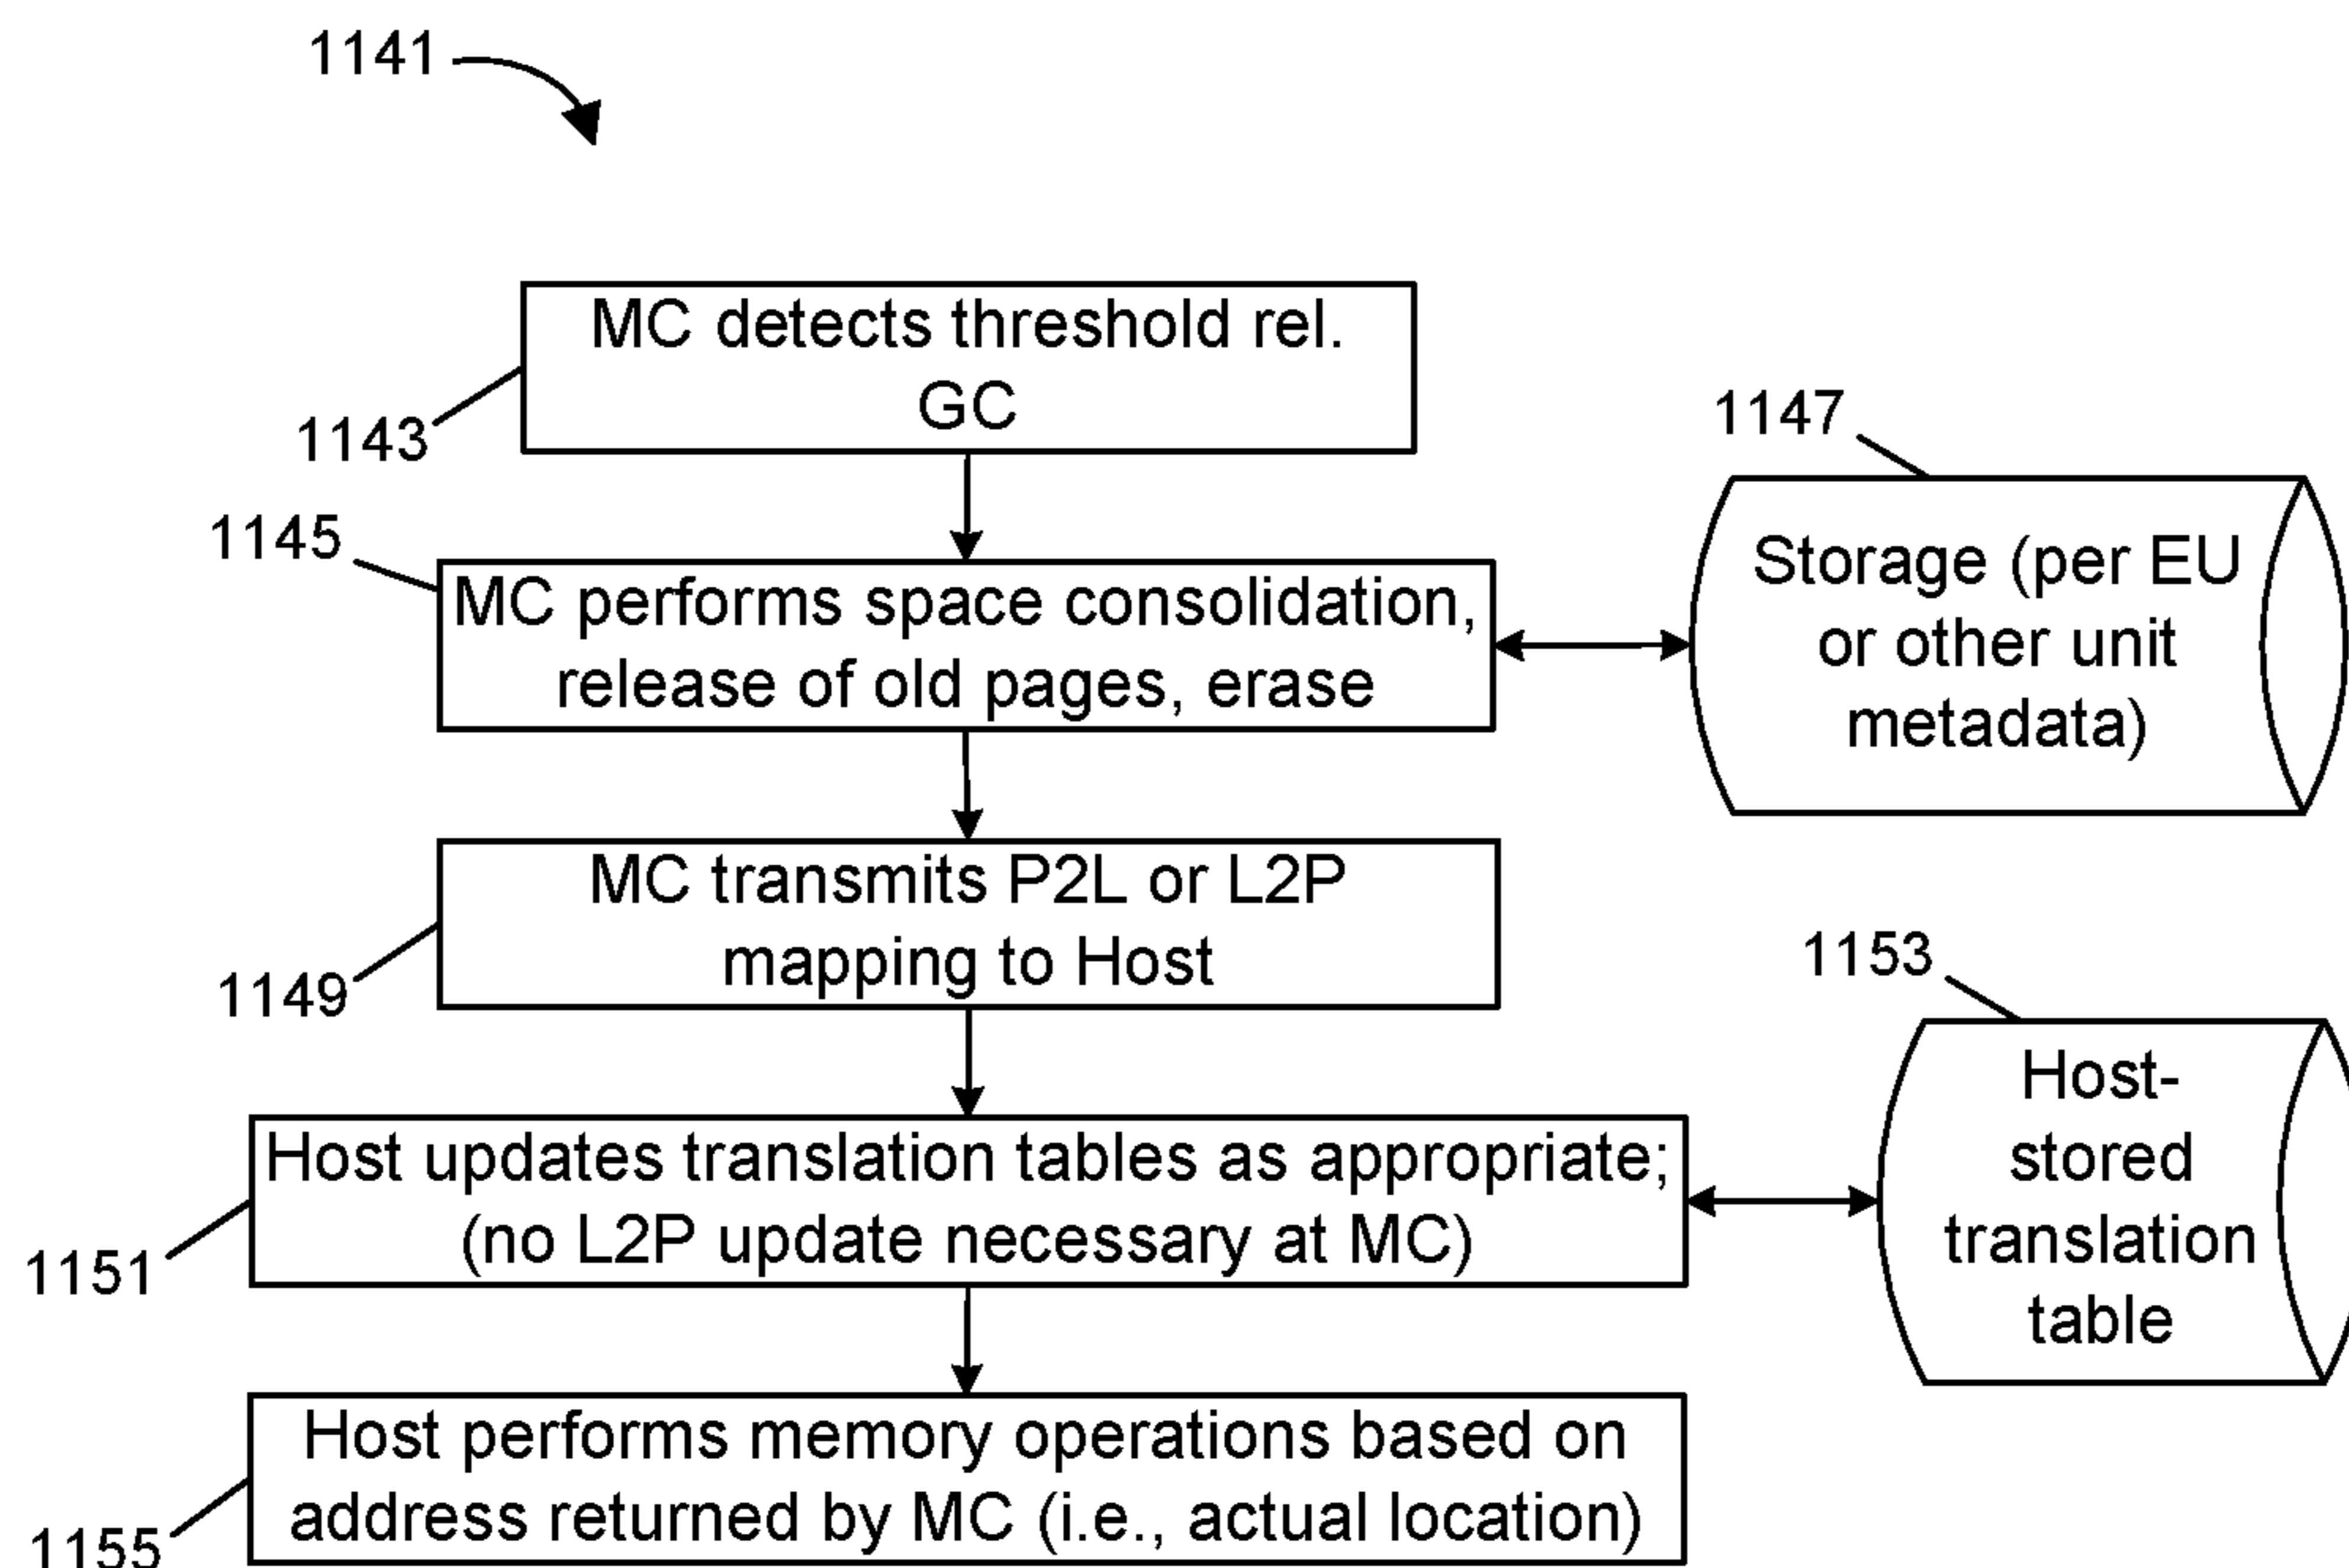 1141
MC detects threshold rel.
GC
1143
1147
1145
MC performs space consolidation,
release of old pages, erase
Storage (per EU
or other unit
metadata)
MC transmits P2L or L2P
mapping to Host
1149
1153
Host updates translation tables as appropriate;
(no L2P update necessary at MC)
1151
Host-
stored
translation
table
Host performs memory operations based on
address returned by MC (i.e., actual location)
1155